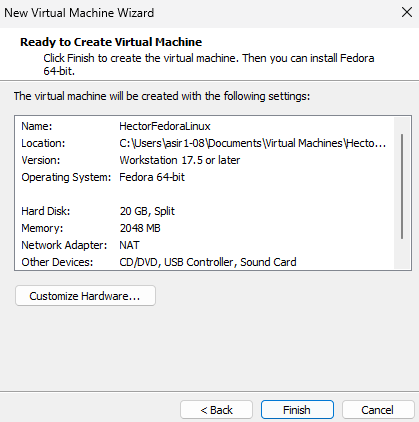 New Virtual Machine Wizard
Ready to Create Virtual Machine
Click Finish to create the virtual machine. Then you can install Fedora
64-bit.
The virtual machine will be created with the following settings:
Name: HectorFedoraLinux
Location: C:\Users\asir1-08\Documents\Virtual Machines\Hecto...
Version: Workstation 17.5 or later
Operating System: Fedora 64-bit
Hard Disk: 20 GB, Split
Memory: 2048 MB
Network Adapter: NAT
Other Devices: CD/DVD, USB Controller, Sound Card
Customize Hardware...
< Back Finish Cancel